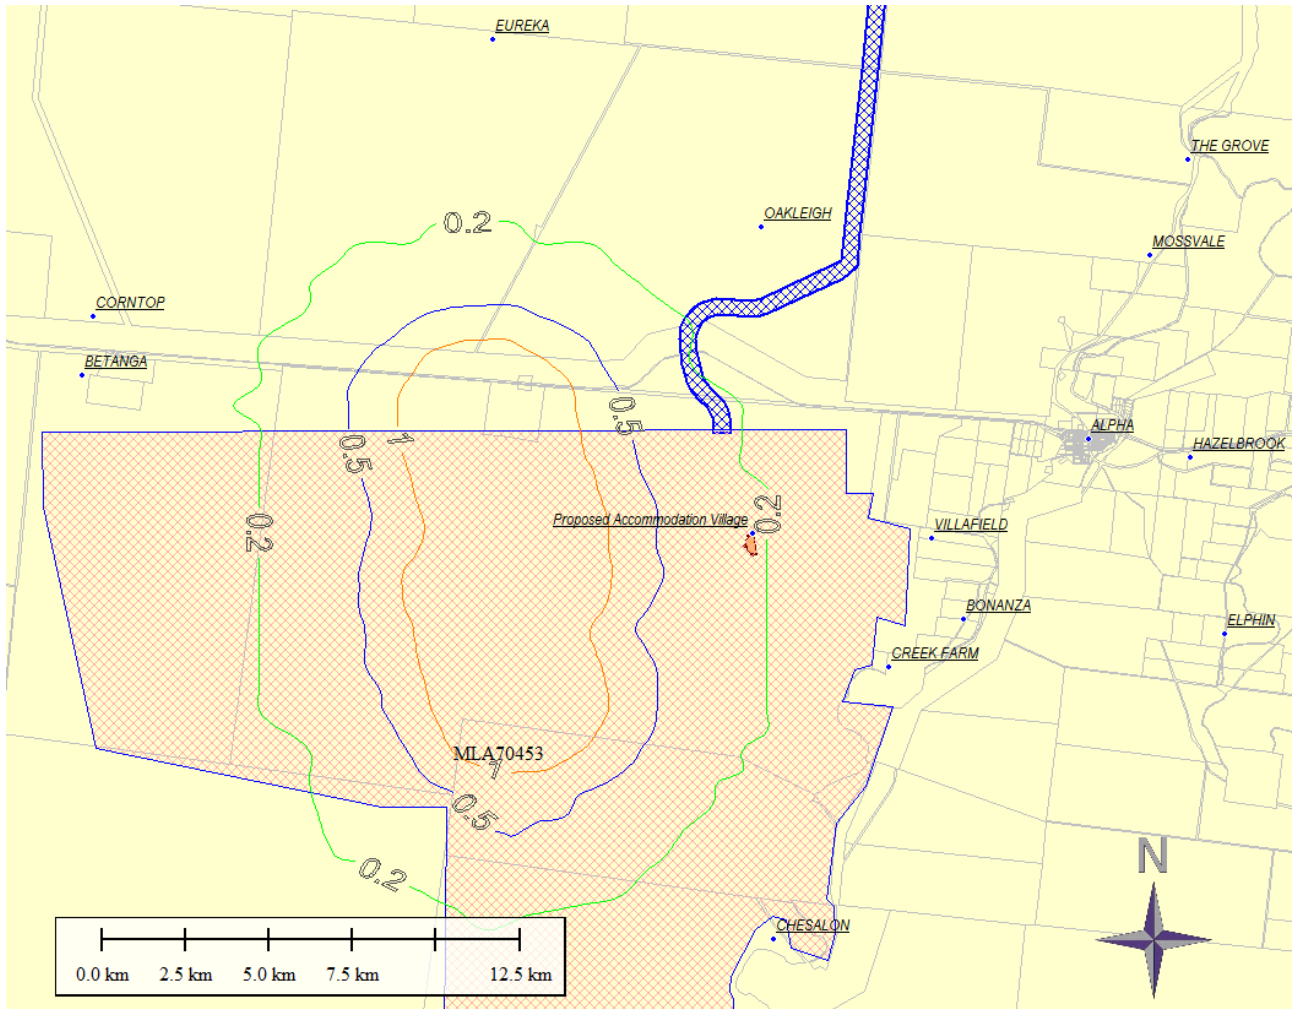 EUREKA
THE GROVE
OAKLEIGH
0.2
MOSSVALE
CORNTOP
BETANGA
0.5
ALPHA
1
0.5
HAZELBROOK
0.2
Proposed Accommodation Village
0.2
VILLAFIELD
BONANZA
ELPHIN
CREEK FARM
MLA70453
1
0.5
N
0.2
CHESALON
0.0 km 2.5 km 5.0 km 7.5 km 12.5 km